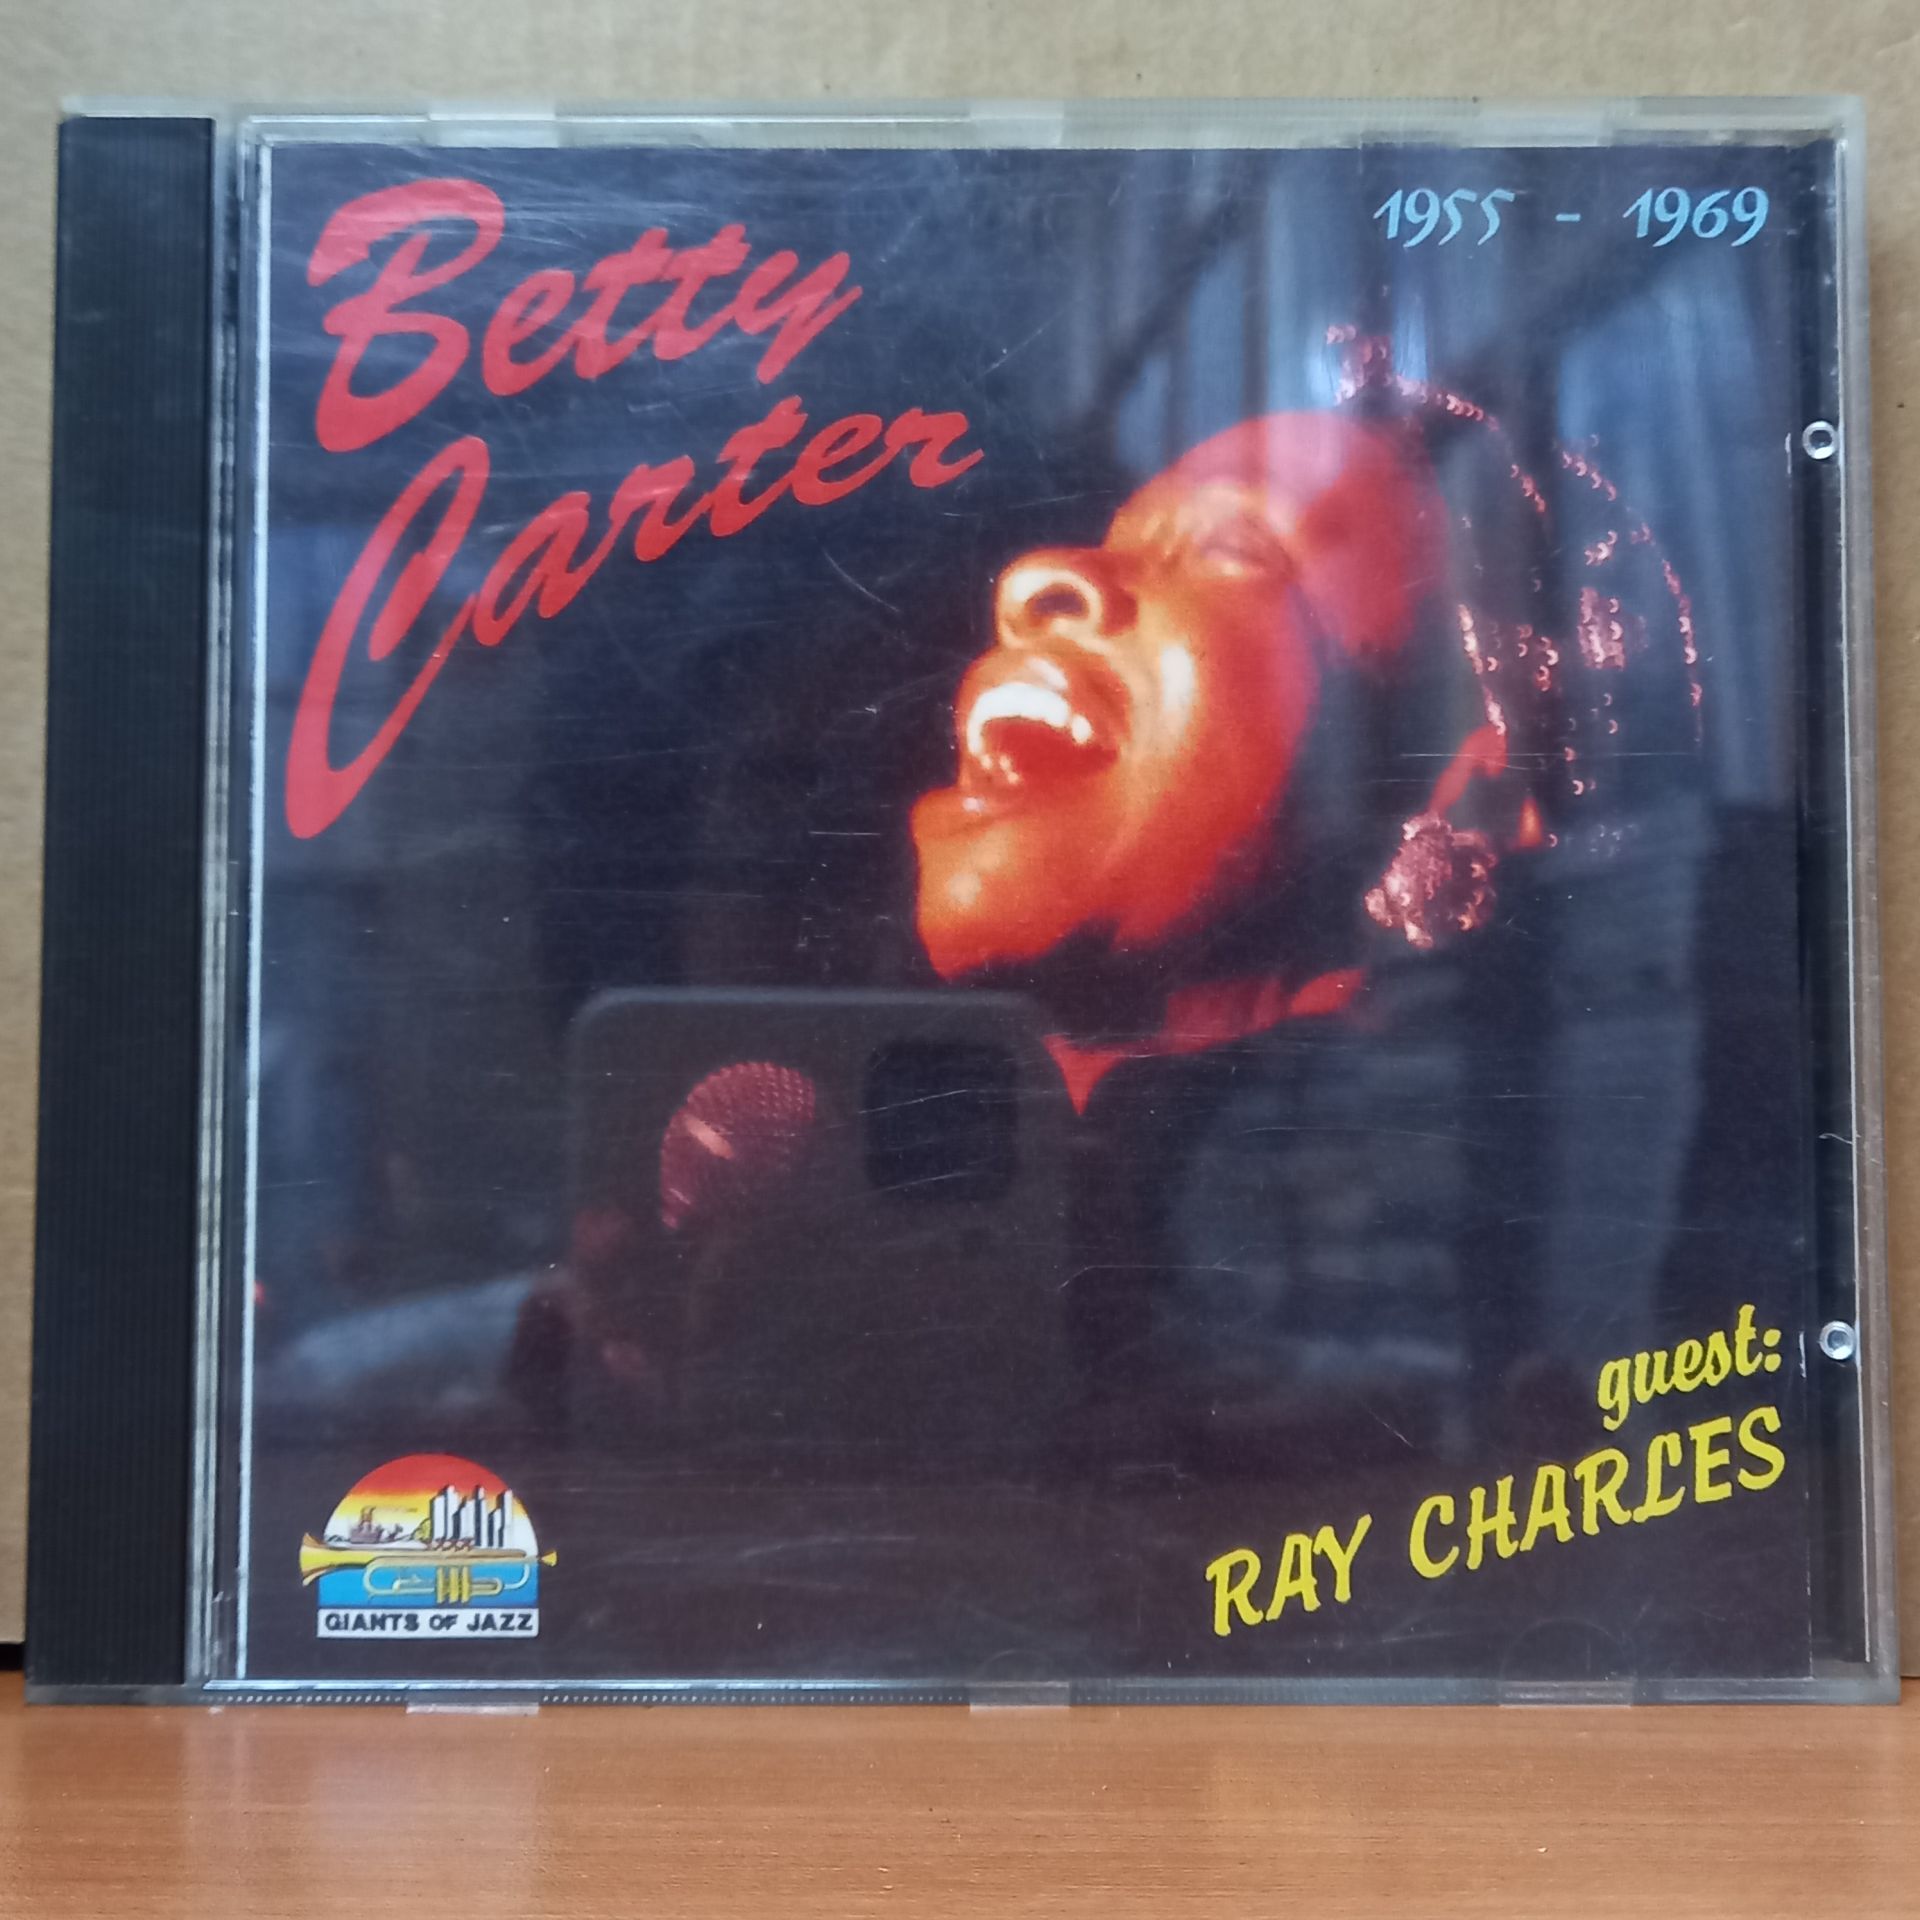 Betty
Carter
1955 - 1969
guest:
RAY CHARLES
GIANTS OF JAZZ